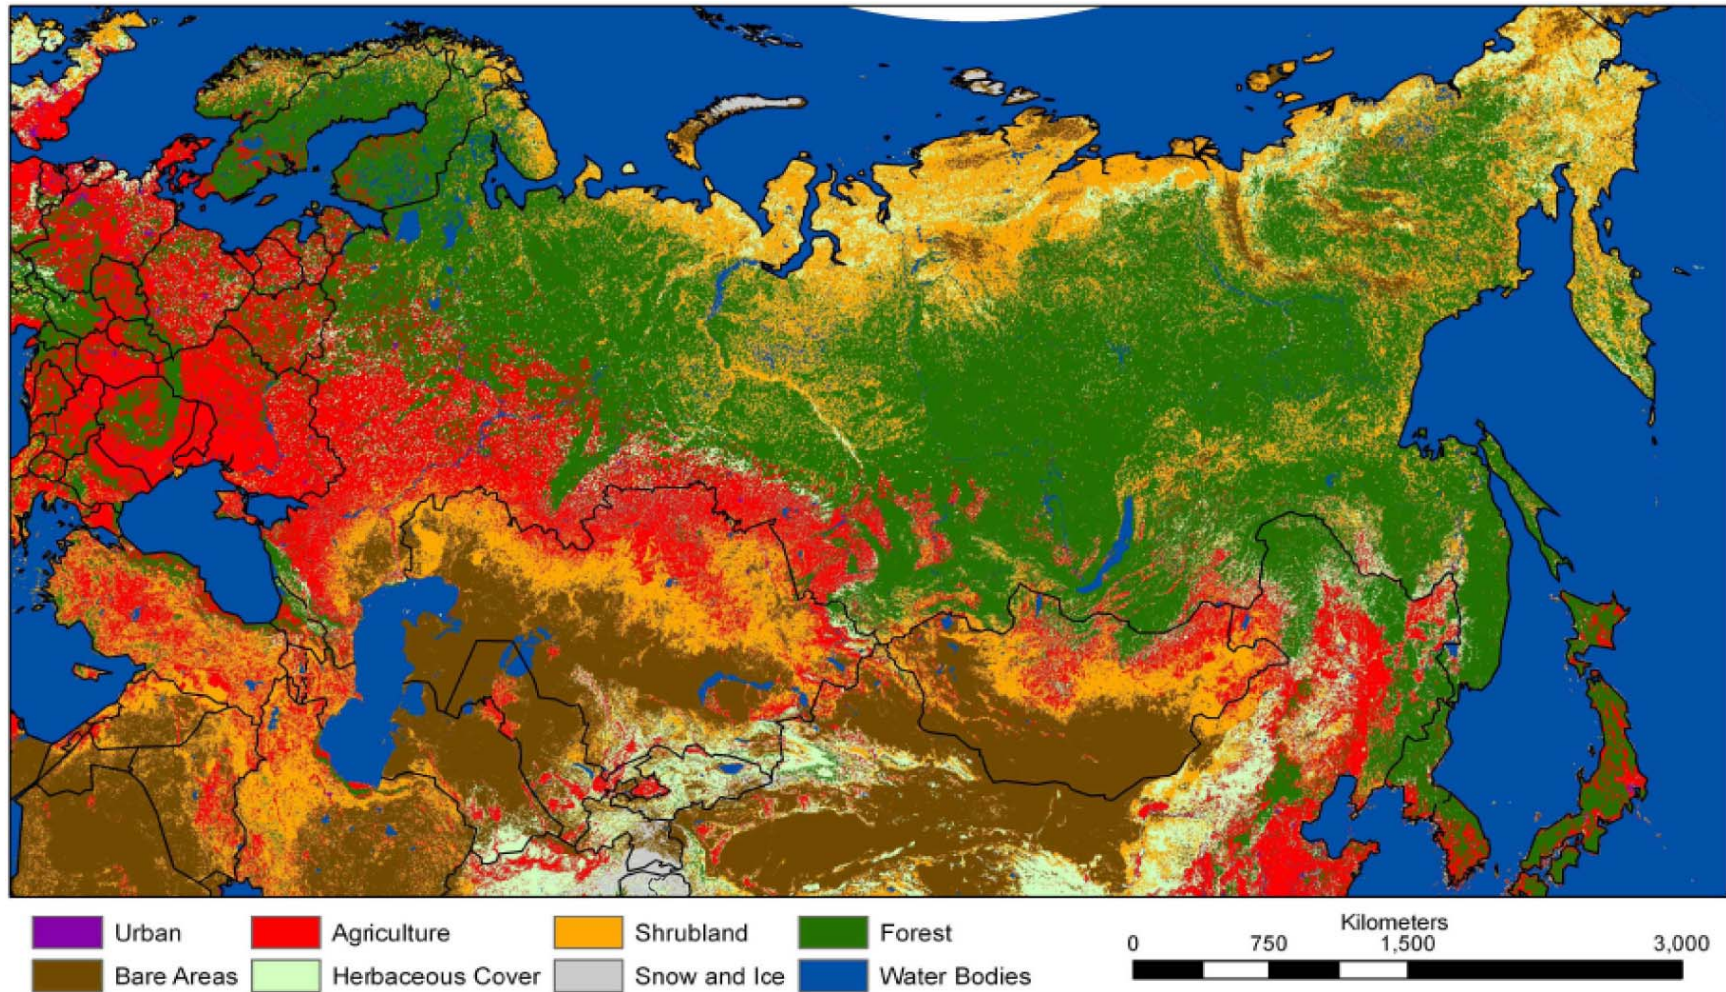 Urban
Agriculture
Shrubland
Forest
Bare Areas
Herbaceous Cover
Snow and Ice
Water Bodies
Kilometers
0 750 1,500 3,000